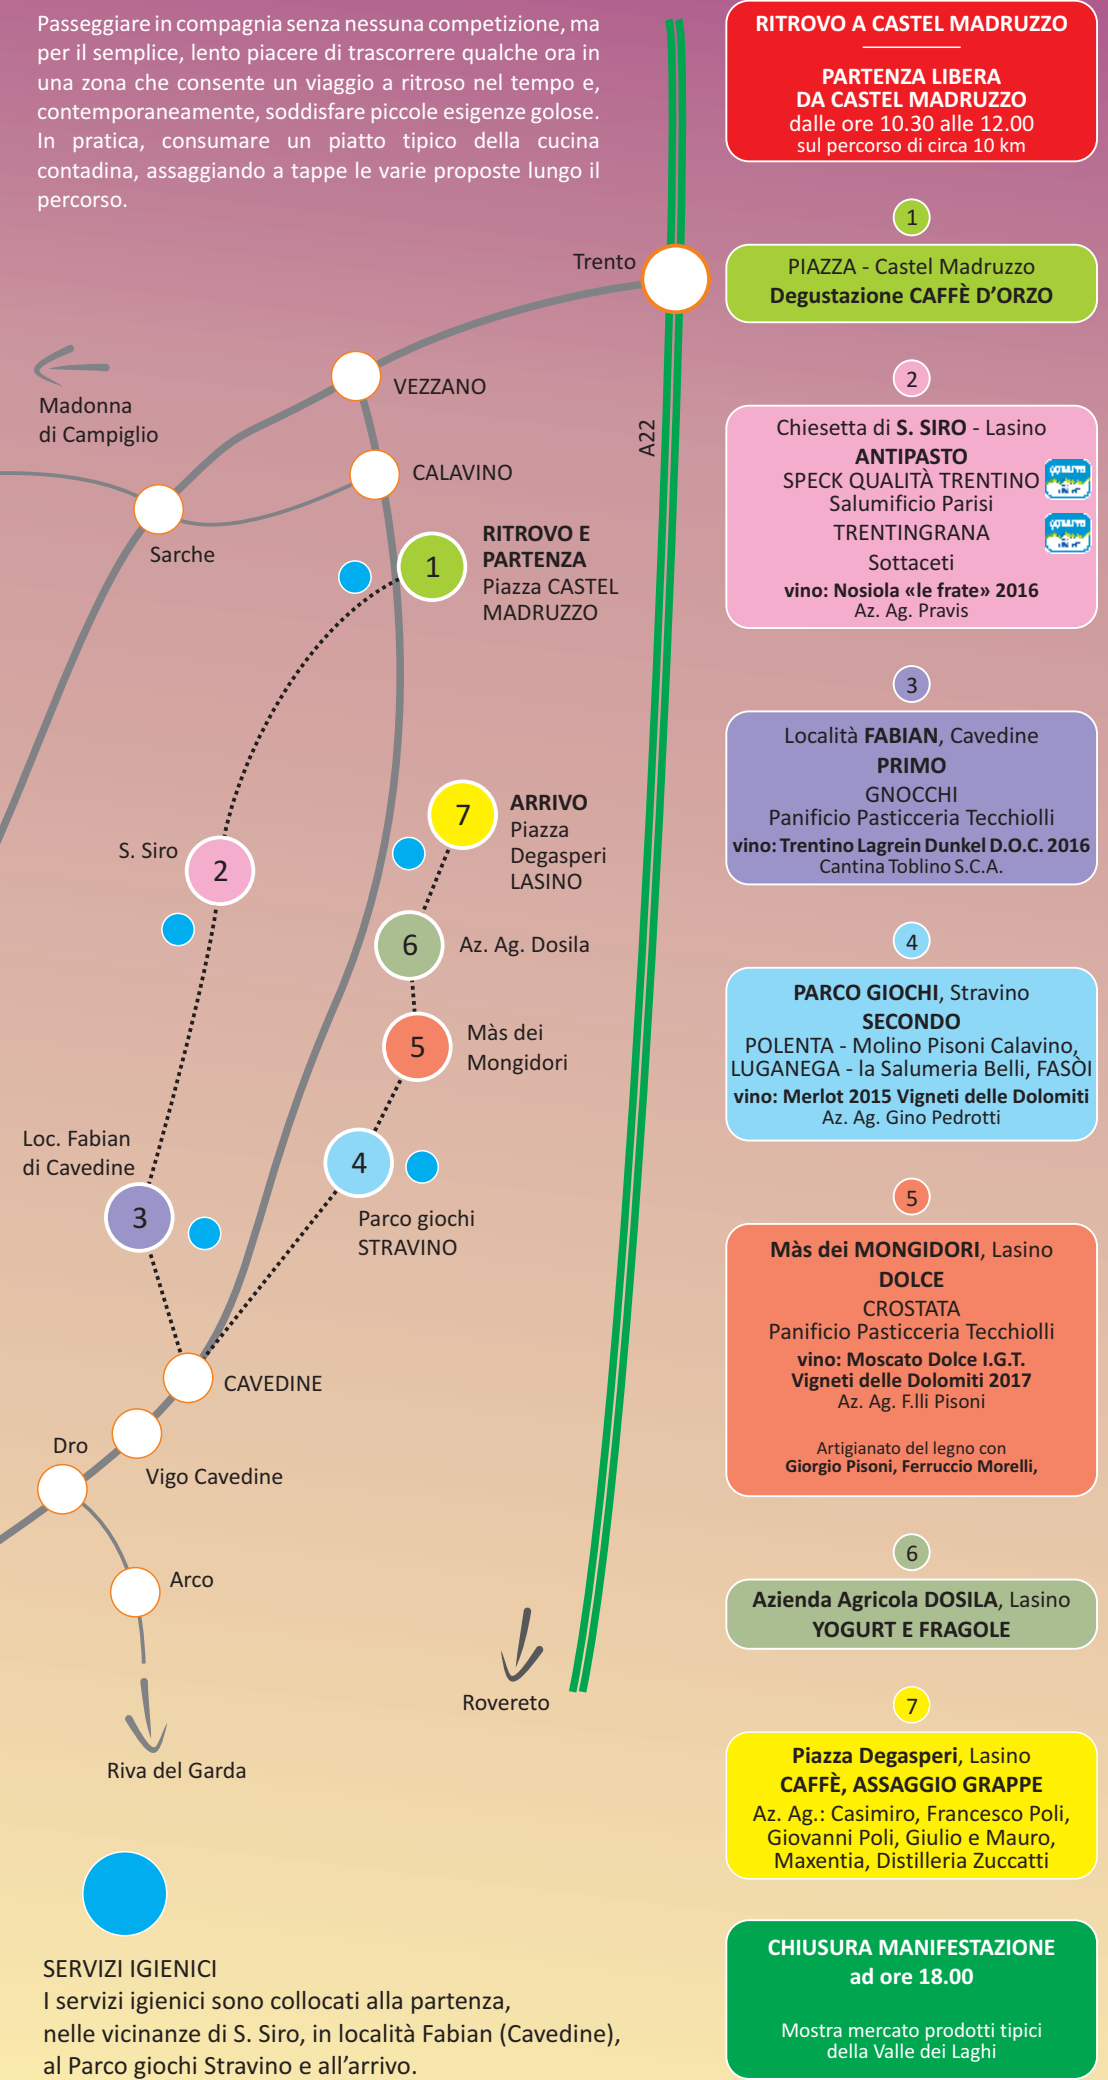 Passeggiare in compagnia senza nessuna competizione, ma
per il semplice, lento piacere di trascorrere qualche ora in
una zona che consente un viaggio a ritroso nel tempo e,
contemporaneamente, soddisfare piccole esigenze golose.
In pratica, consumare un piatto tipico della cucina
contadina, assaggiando a tappe le varie proposte lungo il
percorso.
Trento
A22
VEZZANO
Madonna
di Campiglio
CALAVINO
Sarche
1
RITROVO E
PARTENZA
Piazza CASTEL
MADRUZZO
S. Siro
2
7
ARRIVO
Piazza
Degasperi
LASINO
6
Az. Ag. Dosila
5
Màs dei
Mongidori
Loc. Fabian
di Cavedine
3
4
Parco giochi
STRAVINO
CAVEDINE
Vigo Cavedine
Dro
Arco
Rovereto
Riva del Garda
SERVIZI IGIENICI
I servizi igienici sono collocati alla partenza,
nelle vicinanze di S. Siro, in località Fabian (Cavedine),
al Parco giochi Stravino e all'arrivo.
RITROVO A CASTEL MADRUZZO
PARTENZA LIBERA
DA CASTEL MADRUZZO
dalle ore 10.30 alle 12.00
sul percorso di circa 10 km
1
PIAZZA - Castel Madruzzo
Degustazione CAFFÈ D'ORZO
2
Chiesetta di S. SIRO - Lasino
ANTIPASTO
SPECK QUALITÀ TRENTINO
Salumificio Parisi
TRENTINGRANA
Sottaceti
vino: Nosiola «le frate» 2016
Az. Ag. Pravis
3
Località FABIAN, Cavedine
PRIMO
GNOCCHI
Panificio Pasticceria Tecchiolli
vino: Trentino Lagrein Dunkel D.O.C. 2016
Cantina Toblino S.C.A.
4
PARCO GIOCHI, Stravino
SECONDO
POLENTA - Molino Pisoni Calavino,
LUGANEGA - la Salumeria Belli, FASÒI
vino: Merlot 2015 Vigneti delle Dolomiti
Az. Ag. Gino Pedrotti
5
Màs dei MONGIDORI, Lasino
DOLCE
CROSTATA
Panificio Pasticceria Tecchiolli
vino: Moscato Dolce I.G.T.
Vigneti delle Dolomiti 2017
Az. Ag. F.lli Pisoni
Artigianato del legno con
Giorgio Pisoni, Ferruccio Morelli,
6
Azienda Agricola DOSILA, Lasino
YOGURT E FRAGOLE
7
Piazza Degasperi, Lasino
CAFFÈ, ASSAGGIO GRAPPE
Az. Ag.: Casimiro, Francesco Poli,
Giovanni Poli, Giulio e Mauro,
Maxentia, Distilleria Zuccatti
CHIUSURA MANIFESTAZIONE
ad ore 18.00
Mostra mercato prodotti tipici
della Valle dei Laghi